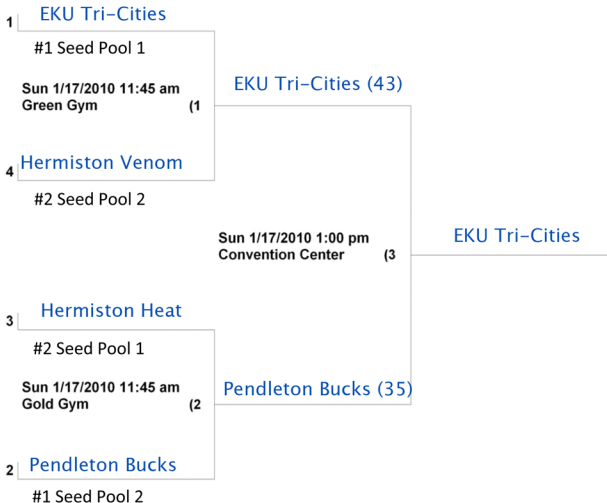 1 EKU Tri-Cities
#1 Seed Pool 1
Sun 1/17/2010 11:45 am
Green Gym (1
EKU Tri-Cities (43)
4 Hermiston Venom
#2 Seed Pool 2
Sun 1/17/2010 1:00 pm
Convention Center (3
EKU Tri-Cities
3 Hermiston Heat
#2 Seed Pool 1
Sun 1/17/2010 11:45 am
Gold Gym (2
Pendleton Bucks (35)
2 Pendleton Bucks
#1 Seed Pool 2